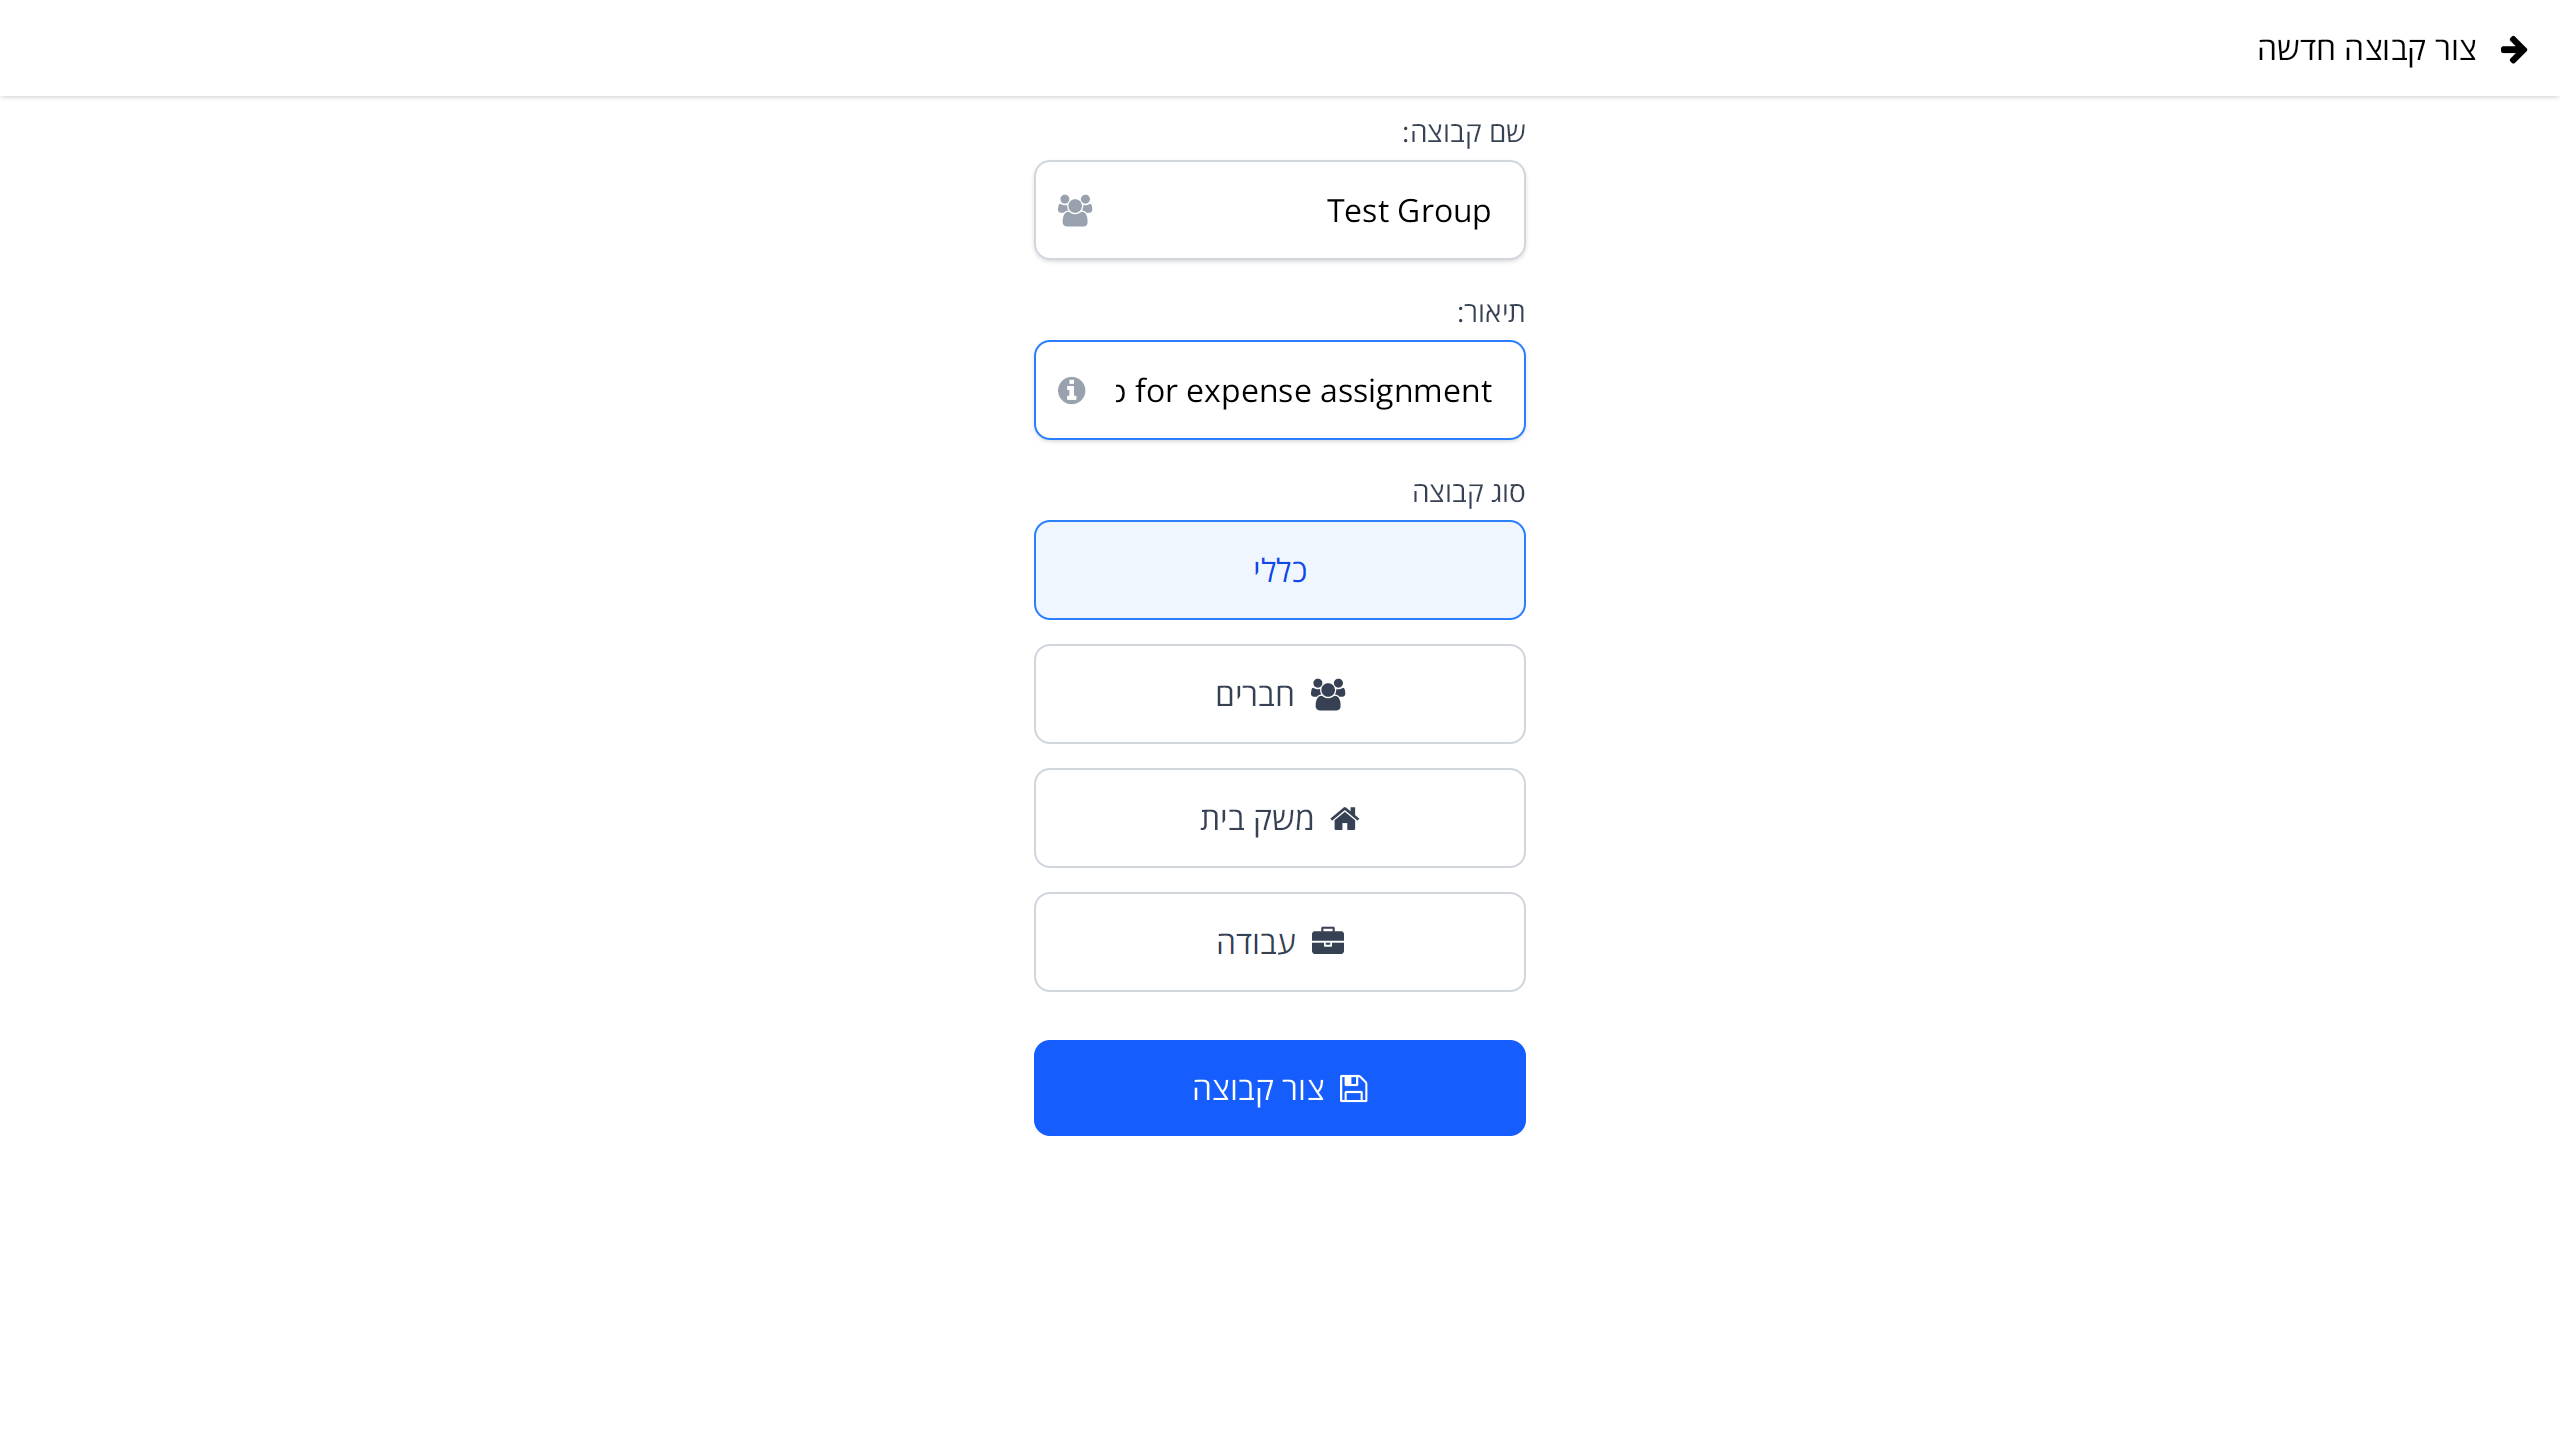 צור קבוצה חדשה
שם קבוצה:
Test Group
תיאור:
for expense assignment
סוג קבוצה
כללי
חברים
משק בית
עבודה
צור קבוצה